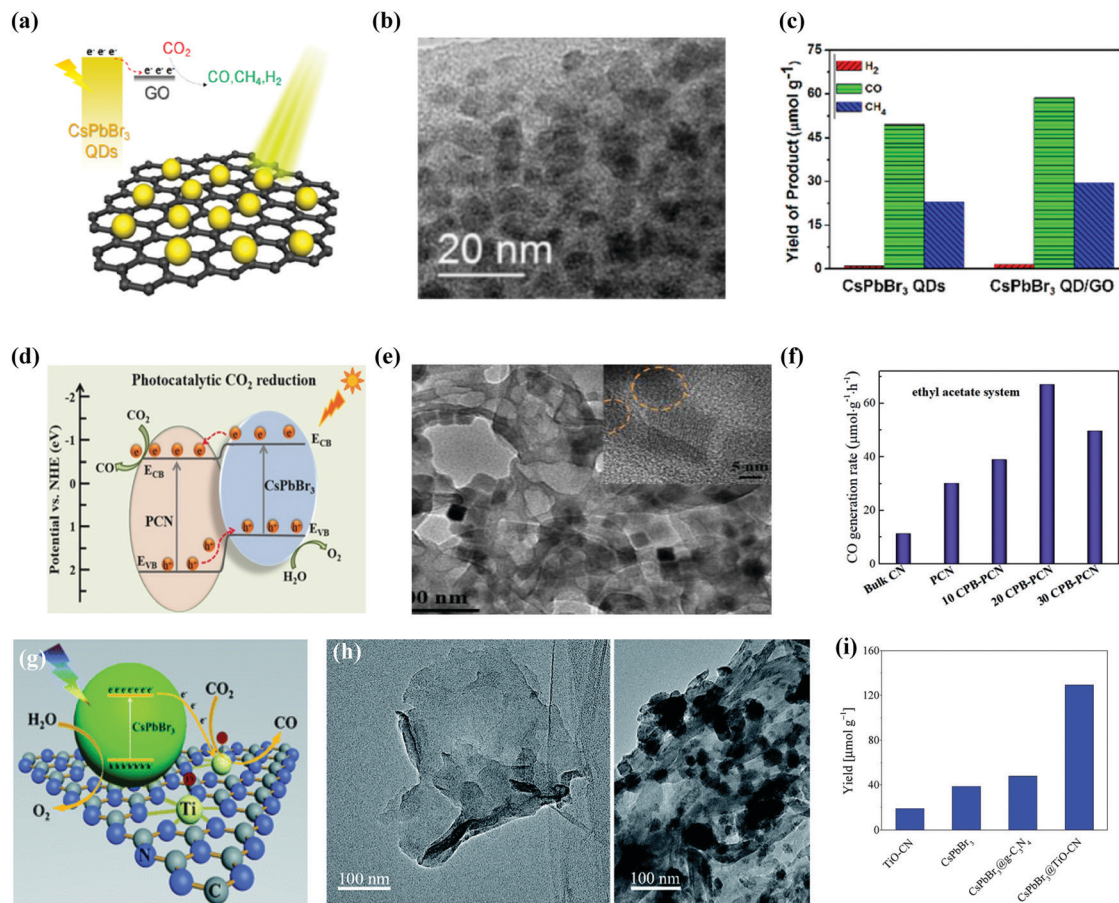 (a)
e⁻ e⁻ e⁻
CO₂
e⁻ e⁻ e⁻
CO,CH₄,H₂
GO
CsPbBr₃
QDs
(b)
20 nm
(c)
Yield of Product (μmol g⁻¹)
75
60
45
30
15
0
H₂
CO
CH₄
CsPbBr₃ QDs
CsPbBr₃ QD/GO
(d)
Photocatalytic CO₂ reduction
Potential vs. NHE (eV)
-2
-1
0
1
2
CO₂
CO
e e e e
e e e
E_CB
E_CB
PCN
CsPbBr₃
h⁺ h⁺ h⁺
E_VB
E_VB
h⁺ h⁺
O₂
H₂O
(e)
5 nm
00 nm
(f)
ethyl acetate system
CO generation rate (μmol·g⁻¹·h⁻¹)
60
40
20
0
Bulk CN
PCN
10 CPB-PCN
20 CPB-PCN
30 CPB-PCN
(g)
e e e e e e e
e⁻
e⁻
CO₂
H₂O
CsPbBr₃
CO
h h h h h h h
O₂
Ti
N
C
(h)
100 nm
100 nm
(i)
Yield [μmol g⁻¹]
160
120
80
40
0
TiO-CN
CsPbBr₃
CsPbBr₃@g-C₃N₄
CsPbBr₃@TiO-CN